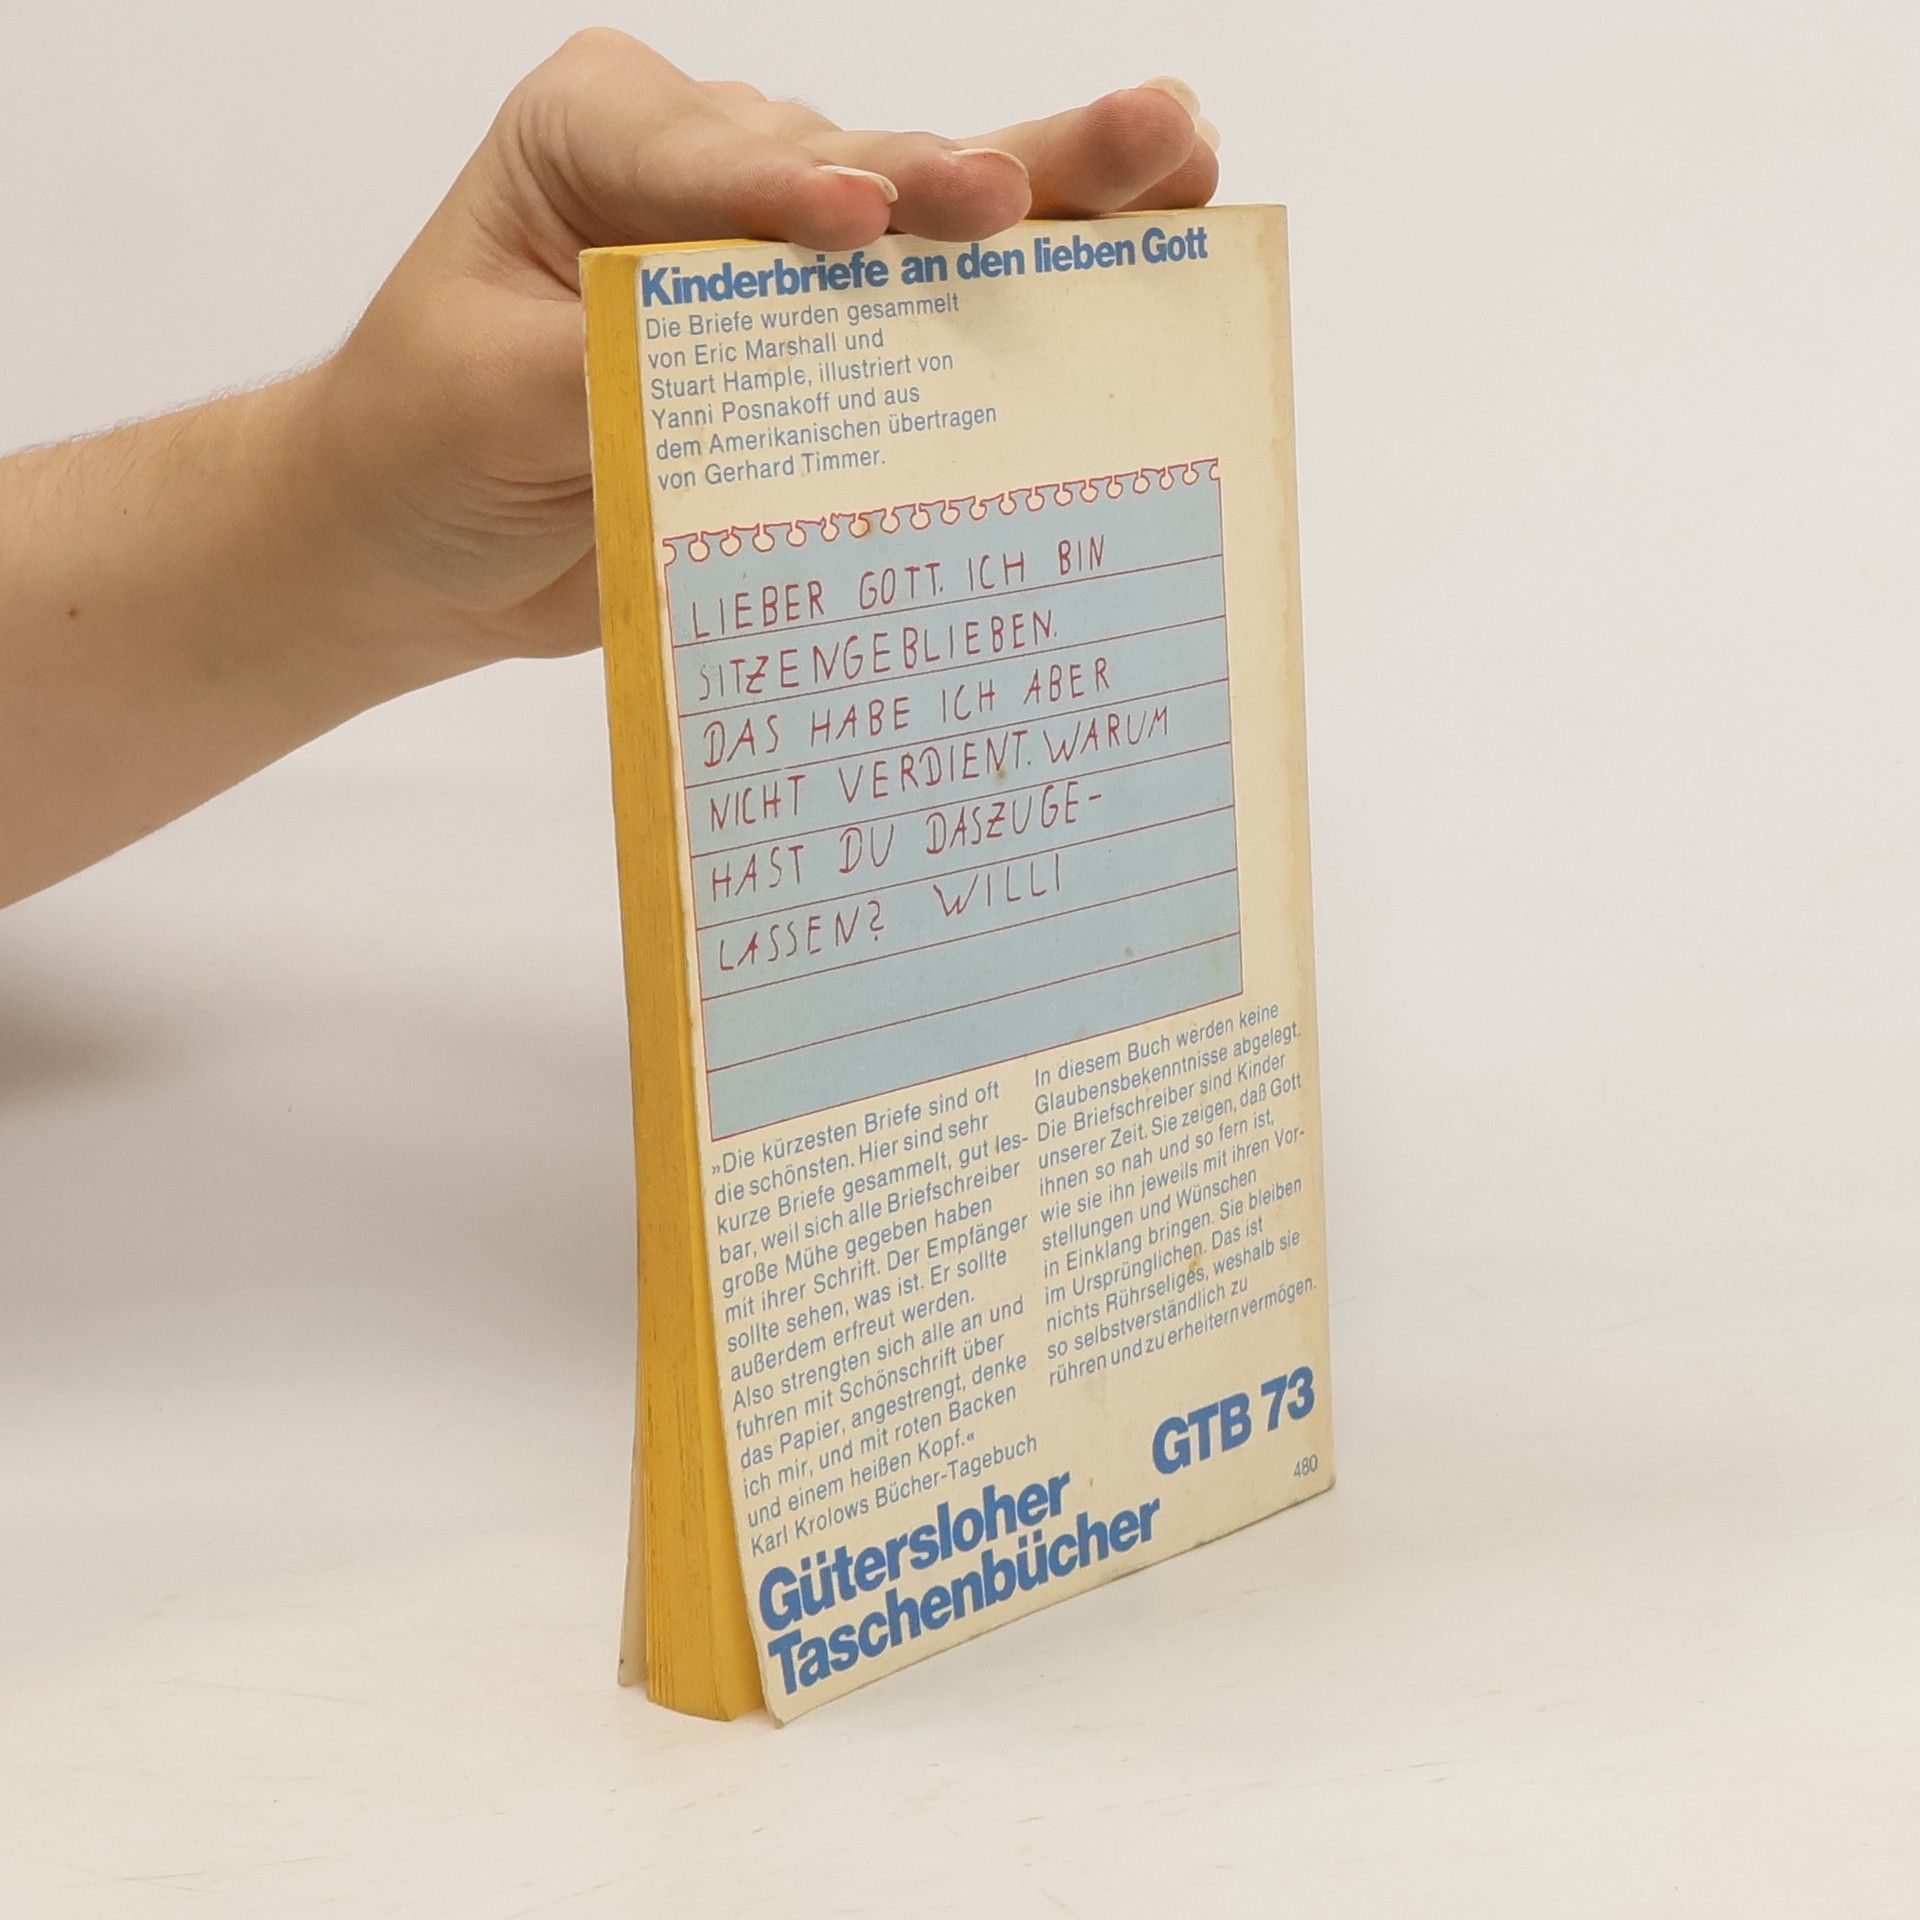 Kinderbriefe an den lieben Gott
Die Briefe wurden gesammelt
von Eric Marshall und
Stuart Hample, illustriert von
Yanni Posnakoff und aus
dem Amerikanischen übertragen
von Gerhard Timmer.
LIEBER GOTT. ICH BIN
SITZENGEBLIEBEN.
DAS HABE ICH ABER
NICHT VERDIENT. WARUM
HAST DU DASZUGE-
LASSEN? WILLI
»Die kürzesten Briefe sind oft
die schönsten. Hier sind sehr
kurze Briefe gesammelt, gut les-
bar, weil sich alle Briefschreiber
große Mühe gegeben haben
mit ihrer Schrift. Der Empfänger
sollte sehen, was ist. Er sollte
außerdem erfreut werden.
Also strengten sich alle an und
fuhren mit Schönschrift über
das Papier, angestrengt, denke
ich mir, und mit roten Backen
und einem heißen Kopf.«
Karl Krolows Bücher-Tagebuch
In diesem Buch werden keine
Glaubensbekenntnisse abgelegt.
Die Briefschreiber sind Kinder
unserer Zeit. Sie zeigen, daß Gott
ihnen so nah und so fern ist,
wie sie ihn jeweils mit ihren Vor-
stellungen und Wünschen
in Einklang bringen. Sie bleiben
im Ursprünglichen. Das ist
nichts Rührseliges, weshalb sie
so selbstverständlich zu
rühren und zu erheitern vermögen.
GTB 73
480
Gütersloher
Taschenbücher